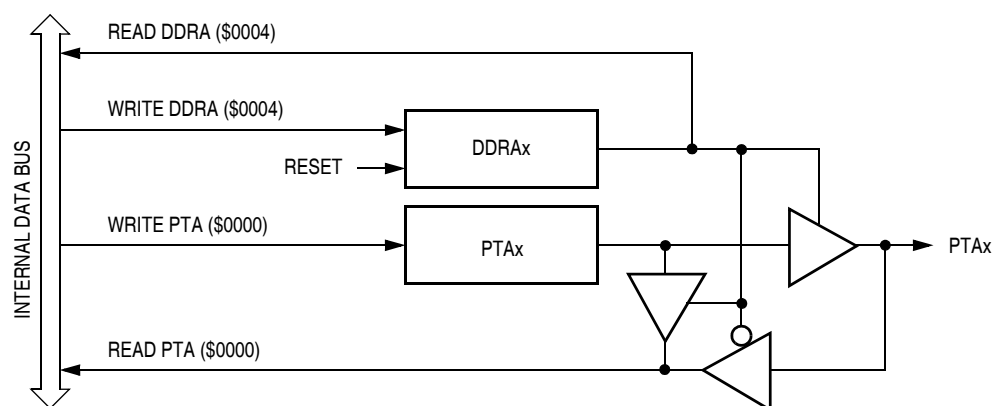 READ DDRA ($0004)
WRITE DDRA ($0004)
DDRAx
RESET
INTERNAL DATA BUS
WRITE PTA ($0000)
PTAx
PTAx
READ PTA ($0000)